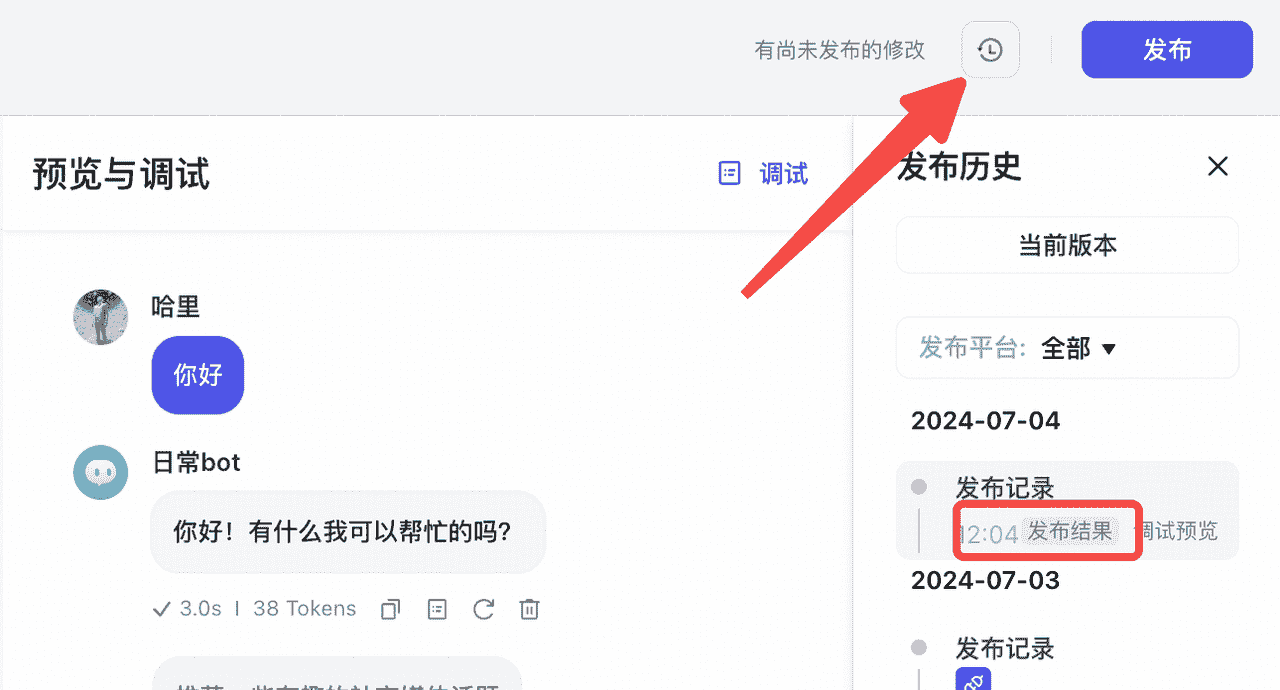 有尚未发布的修改
发布
预览与调试
调试
哈里
你好
日常bot
你好！有什么我可以帮忙的吗？
3.0s | 38 Tokens
发布历史
当前版本
发布平台: 全部
2024-07-04
发布记录
12:04 发布结果 调试预览
2024-07-03
发布记录